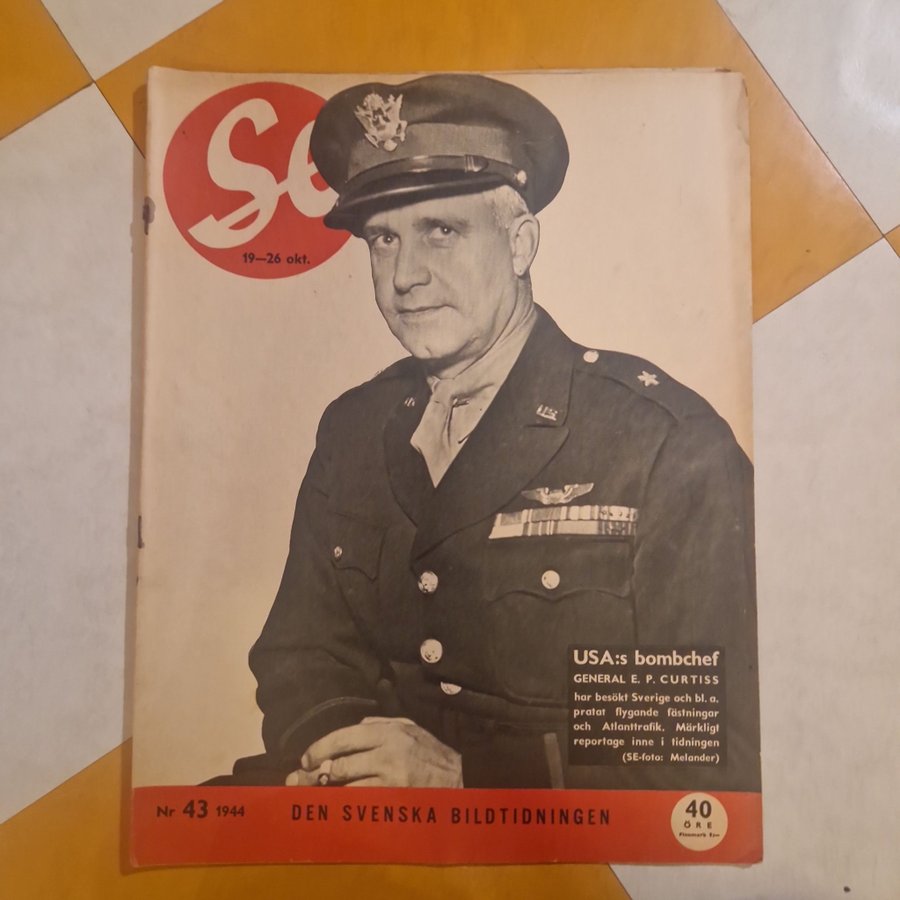 Se
19—26 okt.
USA:s bombchef
GENERAL E. P. CURTISS
har besökt Sverige och bl. a.
pratat flygande fästningar
och Atlanttrafik. Märkligt
reportage inne i tidningen
(SE-foto: Melander)
Nr 43 1944 DEN SVENSKA BILDTIDNINGEN
40
ÖRE